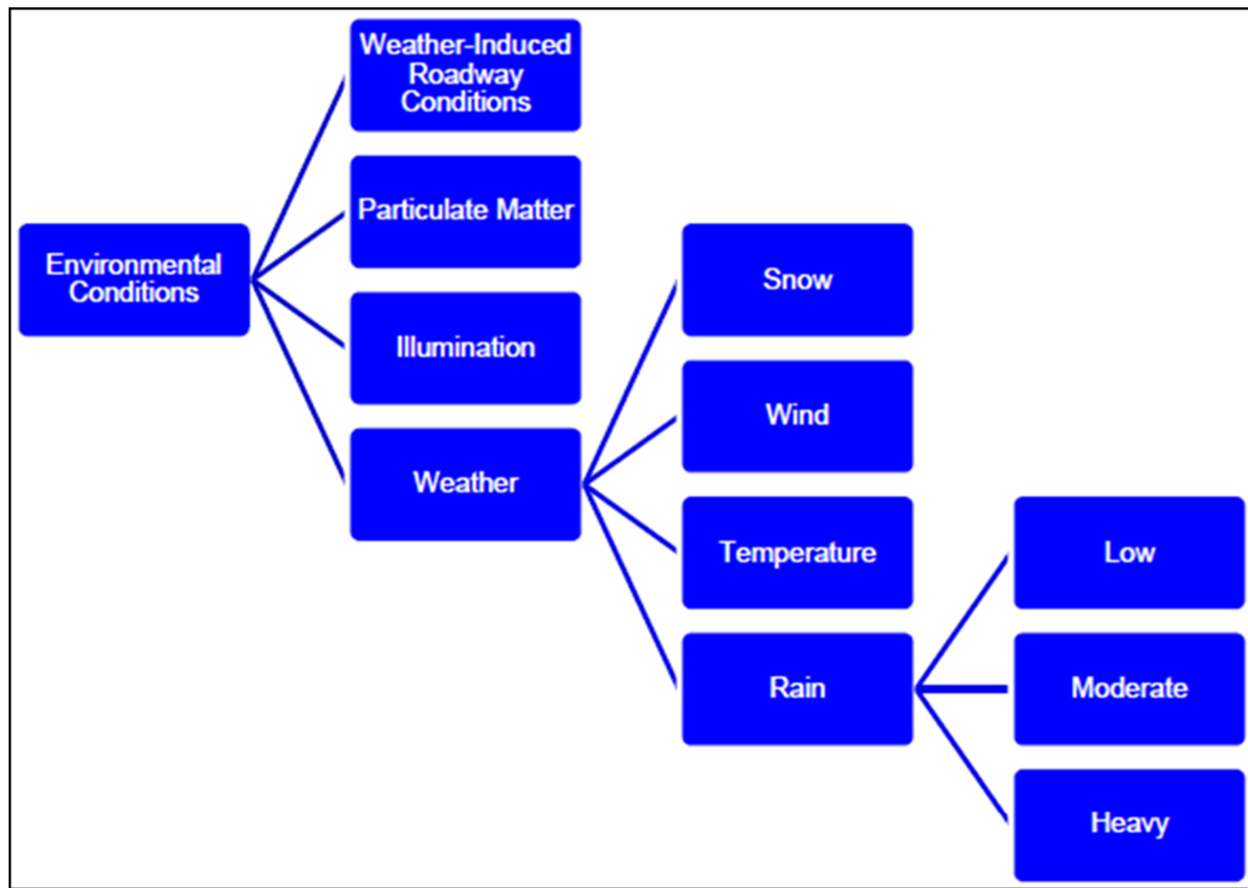 Weather-Induced
Roadway
Conditions
Particulate Matter
Environmental
Conditions
Illumination
Weather
Snow
Wind
Temperature
Rain
Low
Moderate
Heavy